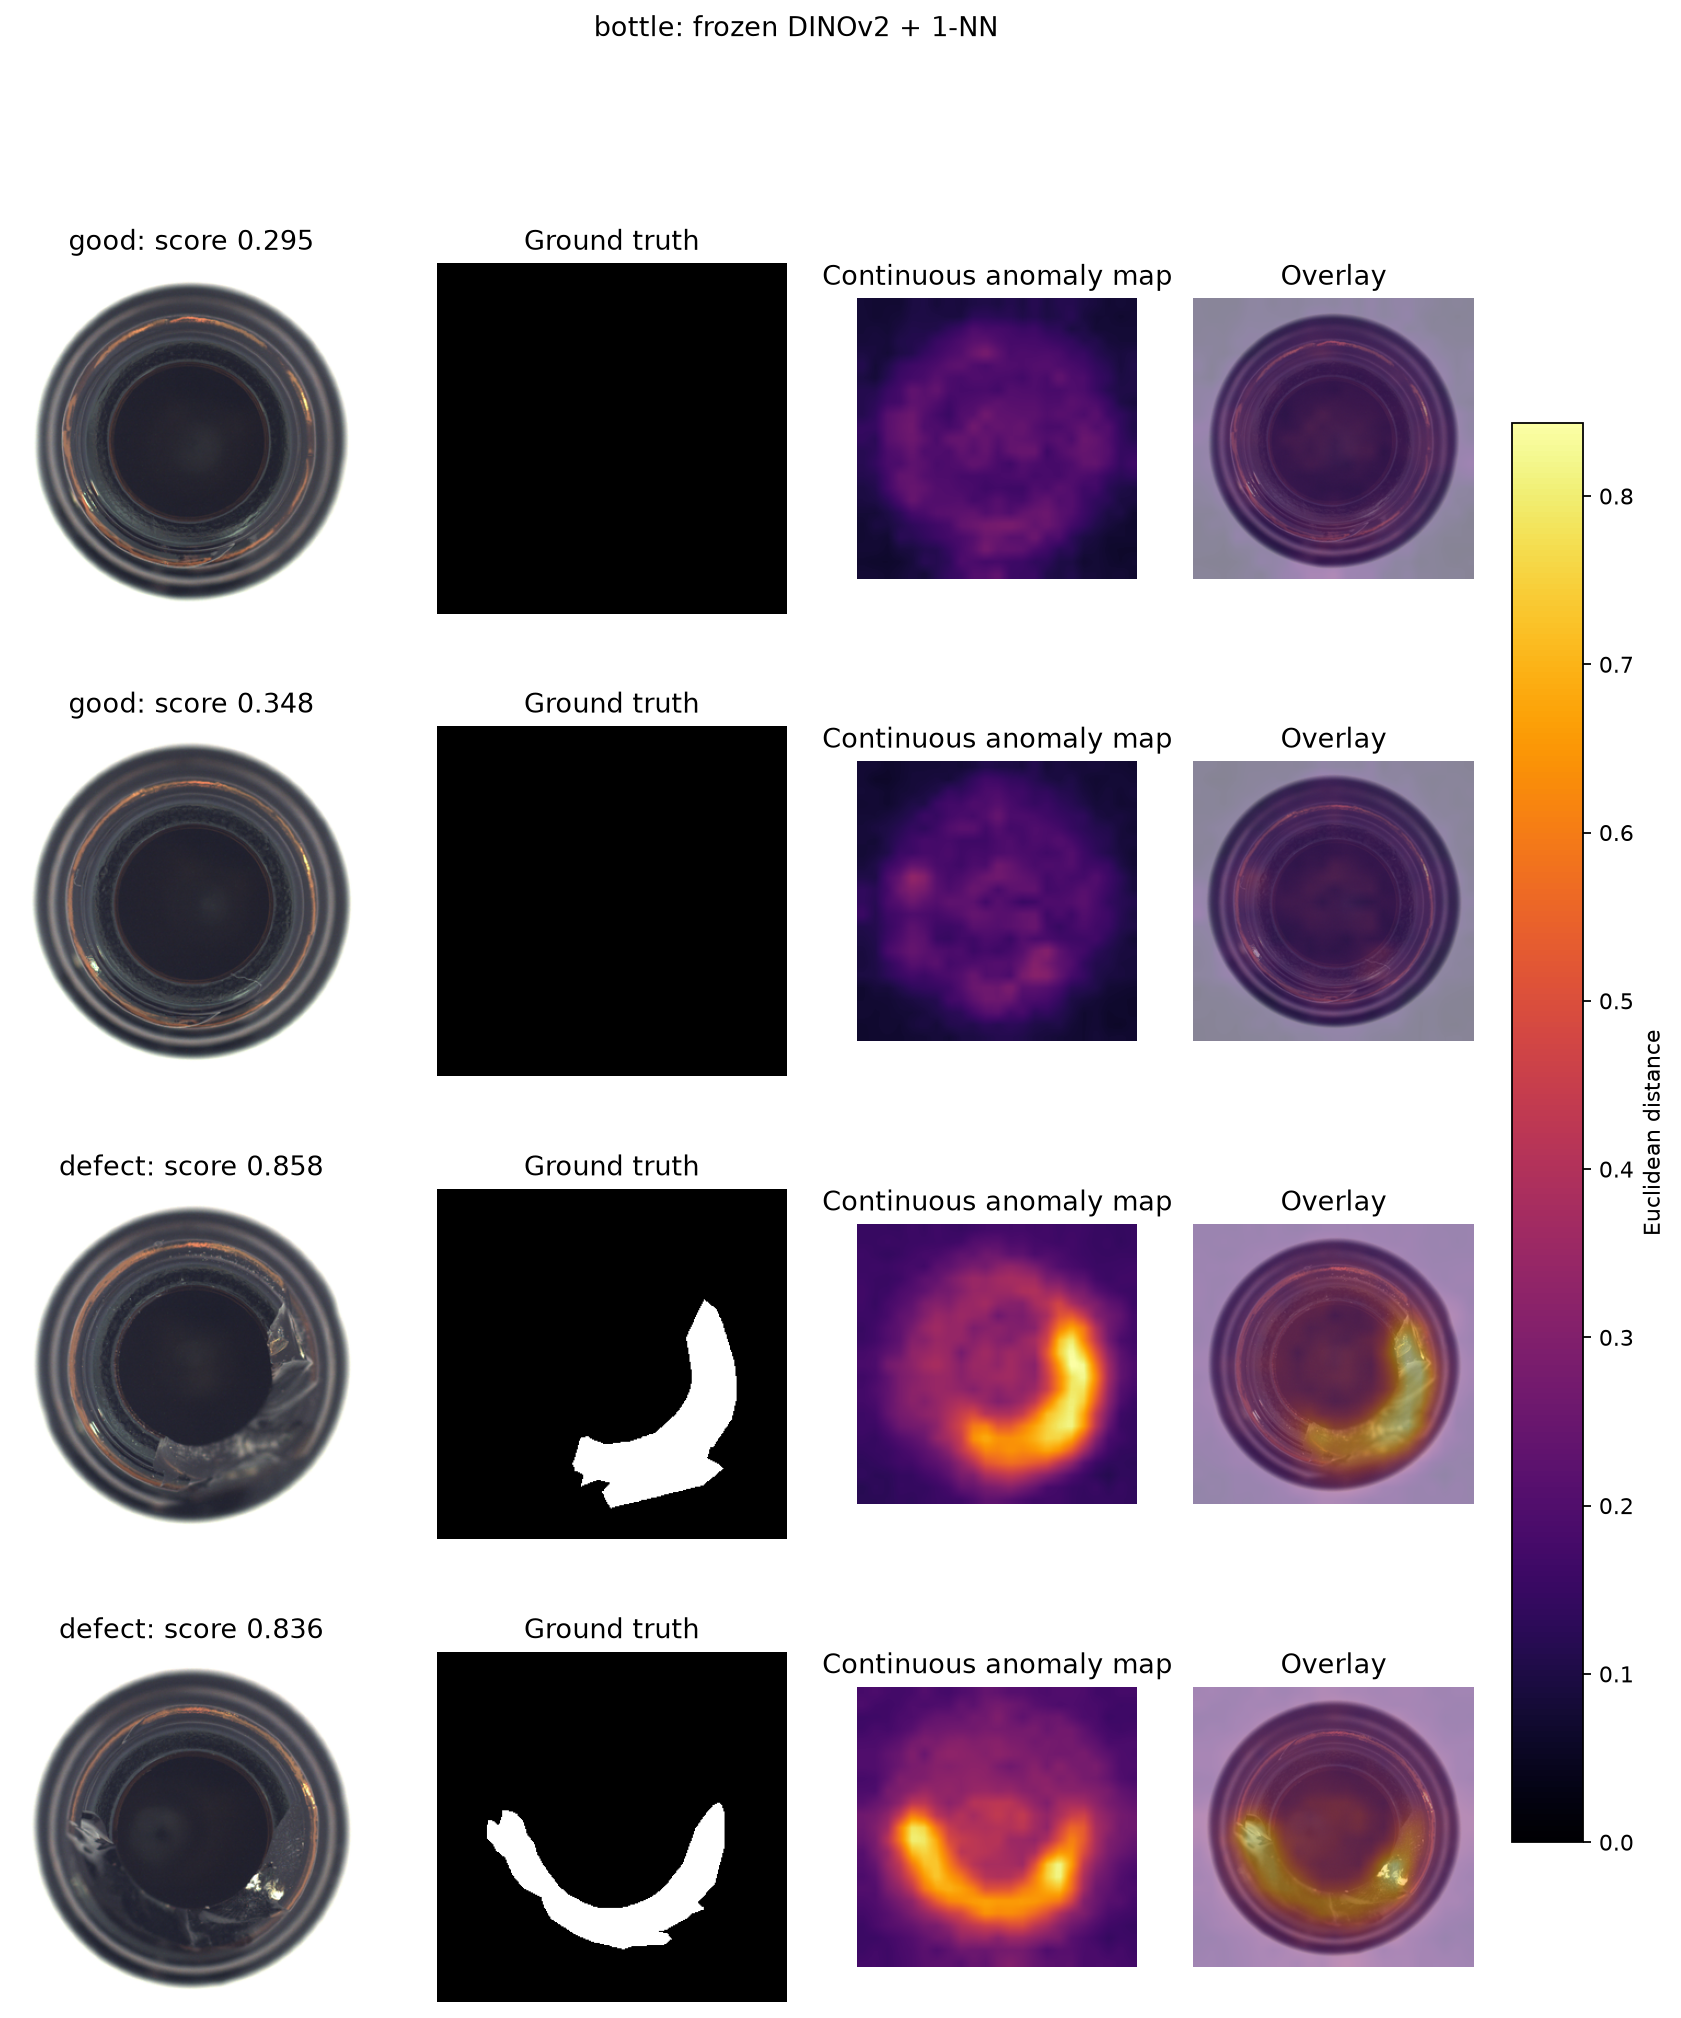 bottle: frozen DINOv2 + 1-NN
good: score 0.295
Ground truth
Continuous anomaly map
Overlay
good: score 0.348
Ground truth
Continuous anomaly map
Overlay
defect: score 0.858
Ground truth
Continuous anomaly map
Overlay
defect: score 0.836
Ground truth
Continuous anomaly map
Overlay
0.8
0.7
0.6
0.5
0.4
0.3
0.2
0.1
0.0
Euclidean distance